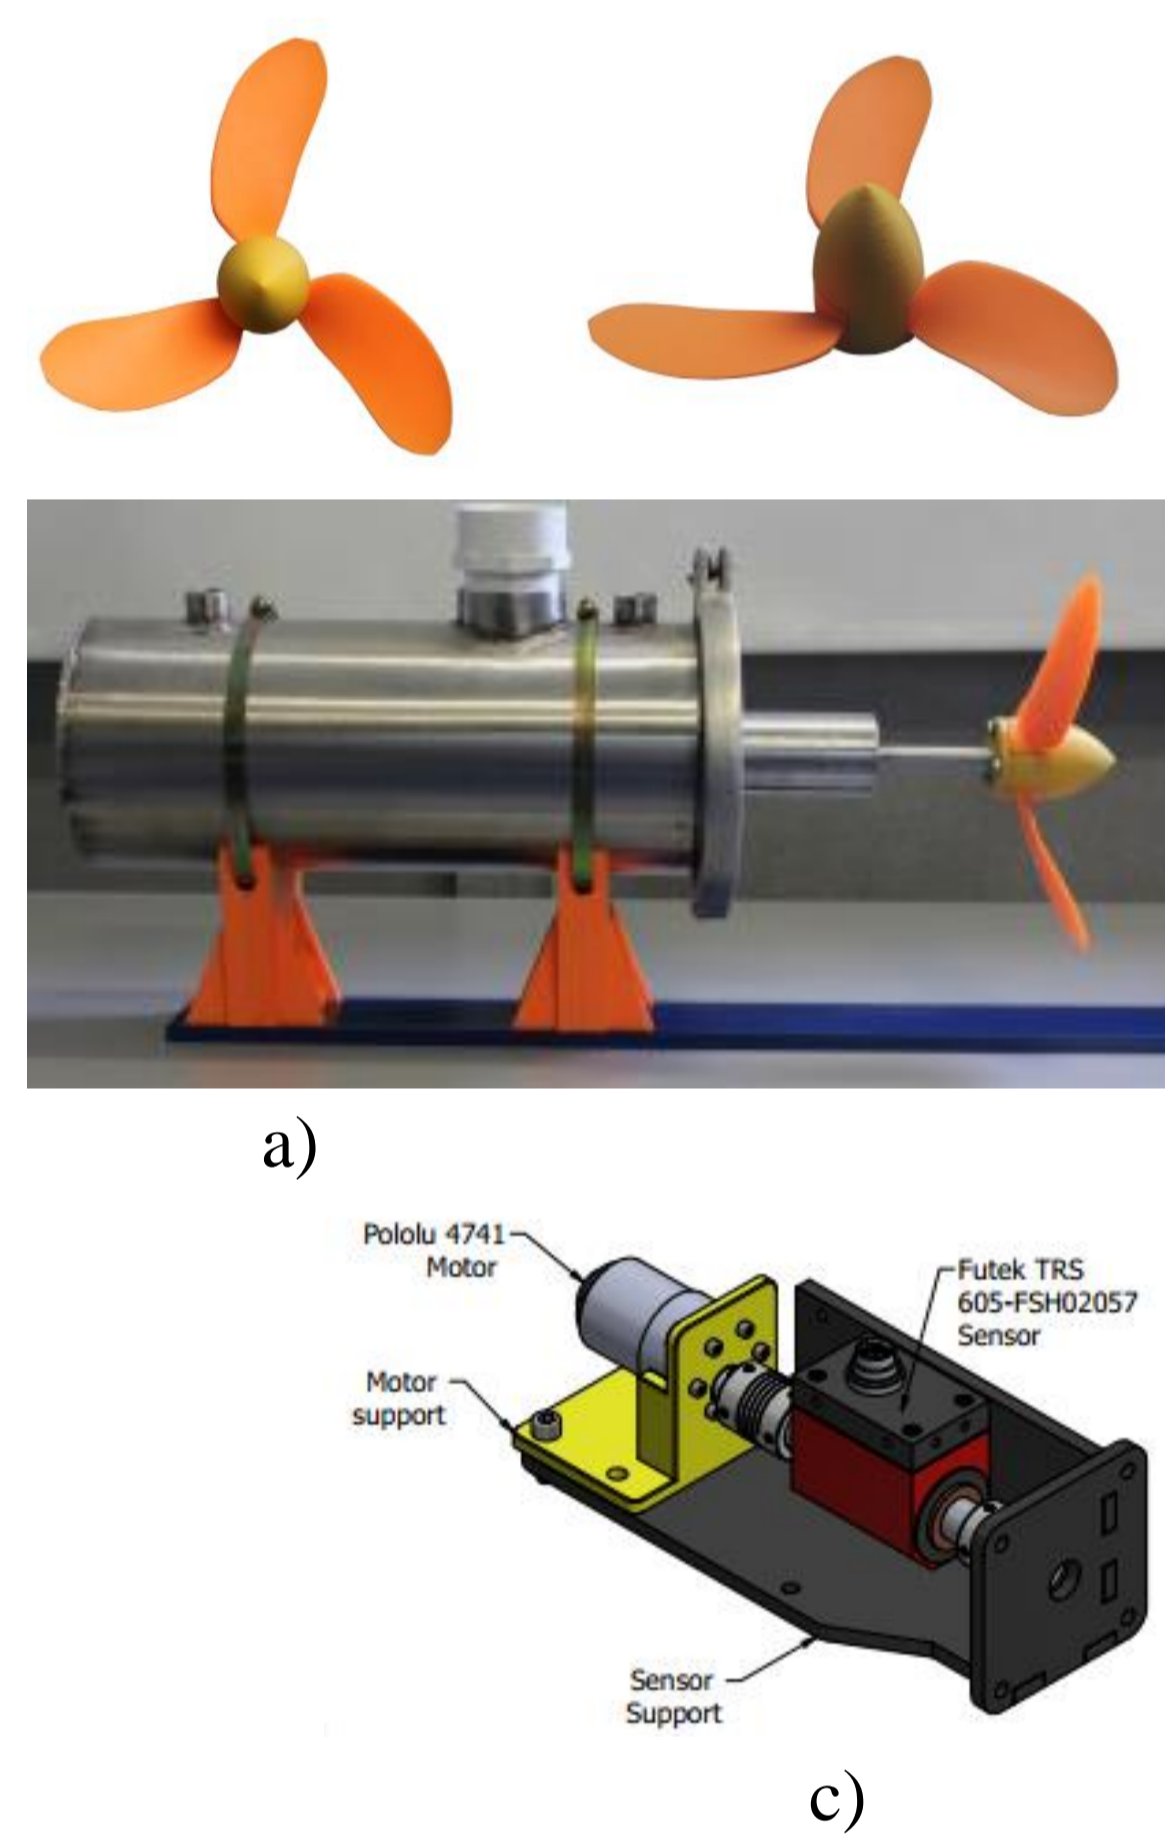 a)
Pololu 4741
Motor
Futek TRS
605-FSH02057
Sensor
Motor
support
Sensor
Support
c)